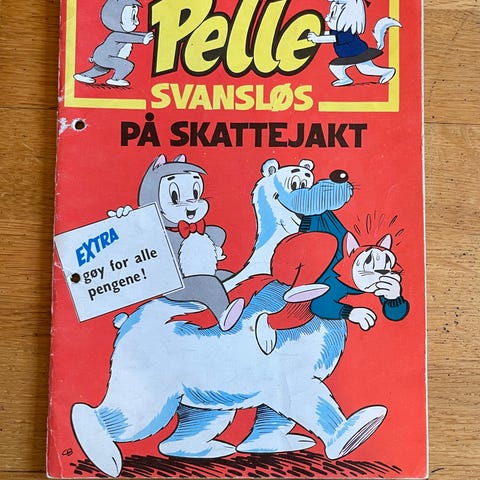 Pelle
SVANSLØS
PÅ SKATTEJAKT
EXTRA
gøy for alle
pengene!